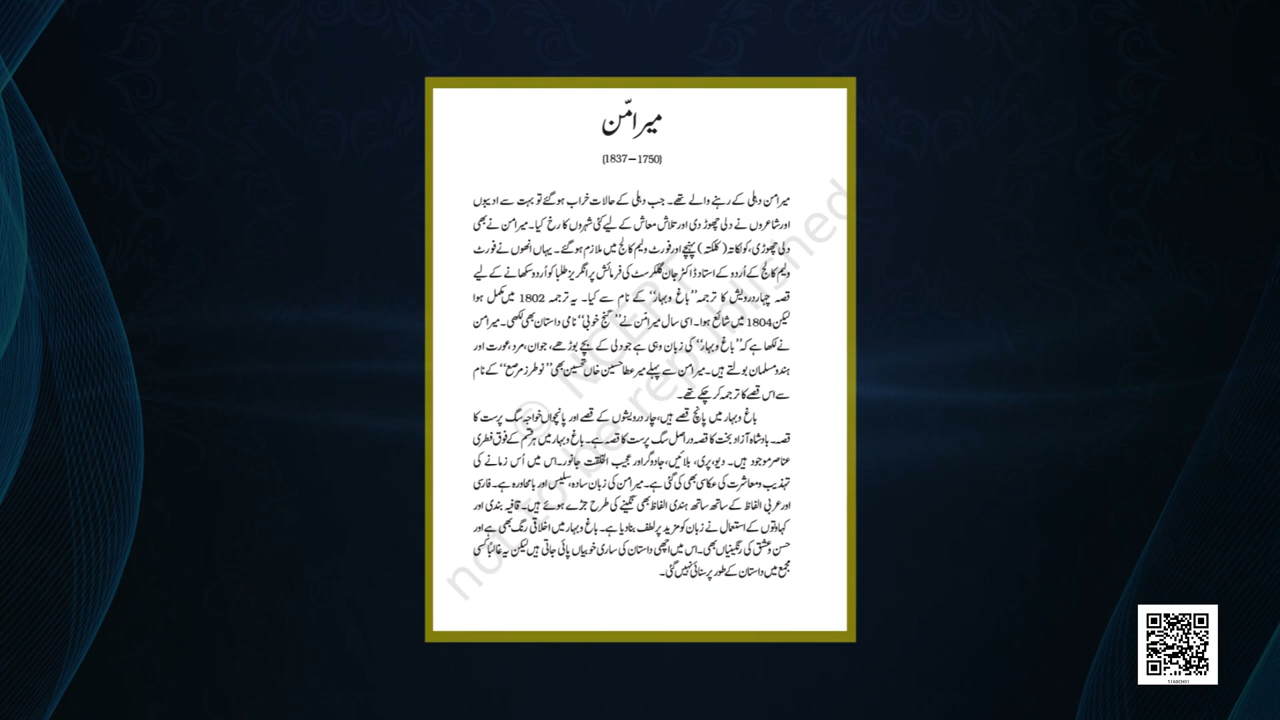 میر امّن
(1837–1750)
میر امن دہلی کے رہنے والے تھے۔ جب دہلی کے حالات خراب ہو گئے تو بہت سے ادیبوں
اور شاعروں نے دلی چھوڑ دی اور تلاش معاش کے لیے کئی شہروں کا رخ کیا۔ میر امن نے بھی
دلی چھوڑی، کولکاتہ (کلکتہ) پہنچے اور فورٹ ولیم کالج میں ملازم ہو گئے۔ یہاں انھوں نے فورٹ
ولیم کالج کے اُردو کے استاد ڈاکٹر جان گلکرسٹ کی فرمائش پر انگریز طلبا کو اُردو سکھانے کے لیے
قصہ چہار درویش کا ترجمہ ’’باغ و بہار‘‘ کے نام سے کیا۔ یہ ترجمہ 1802 میں مکمل ہوا
لیکن 1804 میں شائع ہوا۔ اسی سال میر امن نے ’’گنج خوبی‘‘ نامی داستان بھی لکھی۔ میر امن
نے لکھا ہے کہ ’’باغ و بہار‘‘ کی زبان وہی ہے جو دلی کے بچے بوڑھے، جوان، مرد، عورت اور
ہندو مسلمان بولتے ہیں۔ میر امن سے پہلے میر عطا حسین خاں تحسین بھی ’’نو طرز مرصع‘‘ کے نام
سے اس قصے کا ترجمہ کر چکے تھے۔
باغ و بہار میں پانچ قصے ہیں، چار درویشوں کے قصے اور پانچواں خواجہ سگ پرست کا
قصہ۔ بادشاہ آزاد بخت کا قصہ دراصل سگ پرست کا قصہ ہے۔ باغ و بہار میں ہر قسم کے فوق فطری
عناصر موجود ہیں۔ دیو، پری، بلائیں، جادوگر اور عجیب الخلقت جانور۔ اس میں اُس زمانے کی
تہذیب و معاشرت کی عکاسی بھی کی گئی ہے۔ میر امن کی زبان سادہ، سلیس اور بامحاورہ ہے۔ فارسی
اور عربی الفاظ کے ساتھ ساتھ ہندی الفاظ بھی نگینے کی طرح جڑے ہوئے ہیں۔ قافیہ بندی اور
کہاوتوں کے استعمال نے زبان کو مزید پر لطف بنا دیا ہے۔ باغ و بہار میں اخلاقی رنگ بھی ہے اور
حسن و عشق کی رنگینیاں بھی۔ اس میں اچھی داستان کی ساری خوبیاں پائی جاتی ہیں لیکن یہ غالباً کسی
مجمع میں داستان کے طور پر سنائی نہیں گئی۔
© NCERT
not to be republished